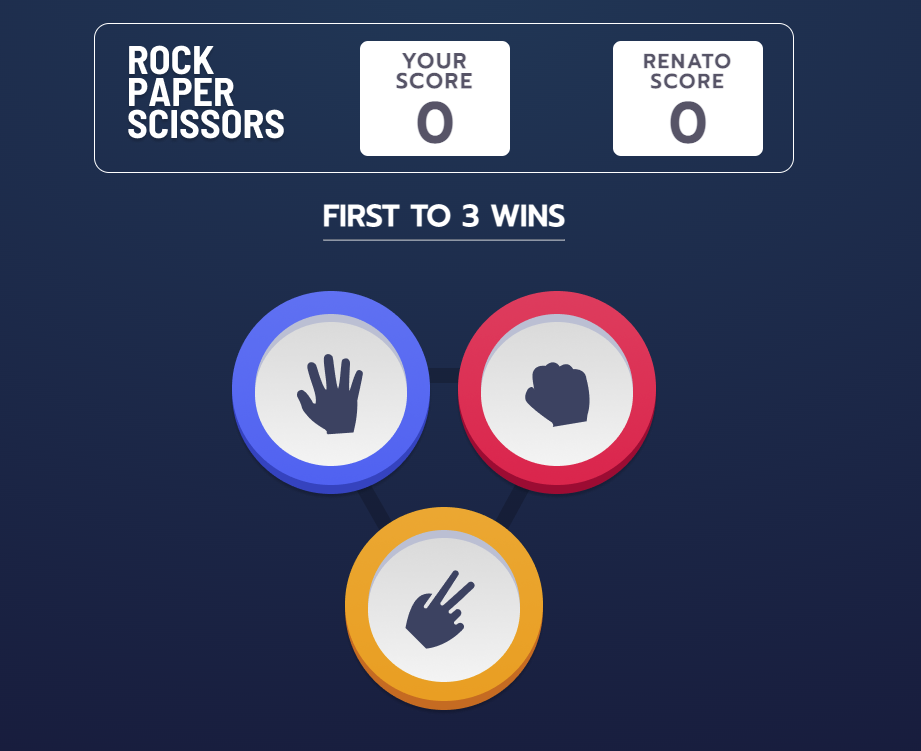 ROCK
PAPER
SCISSORS
YOUR
SCORE
0
RENATO
SCORE
0
FIRST TO 3 WINS